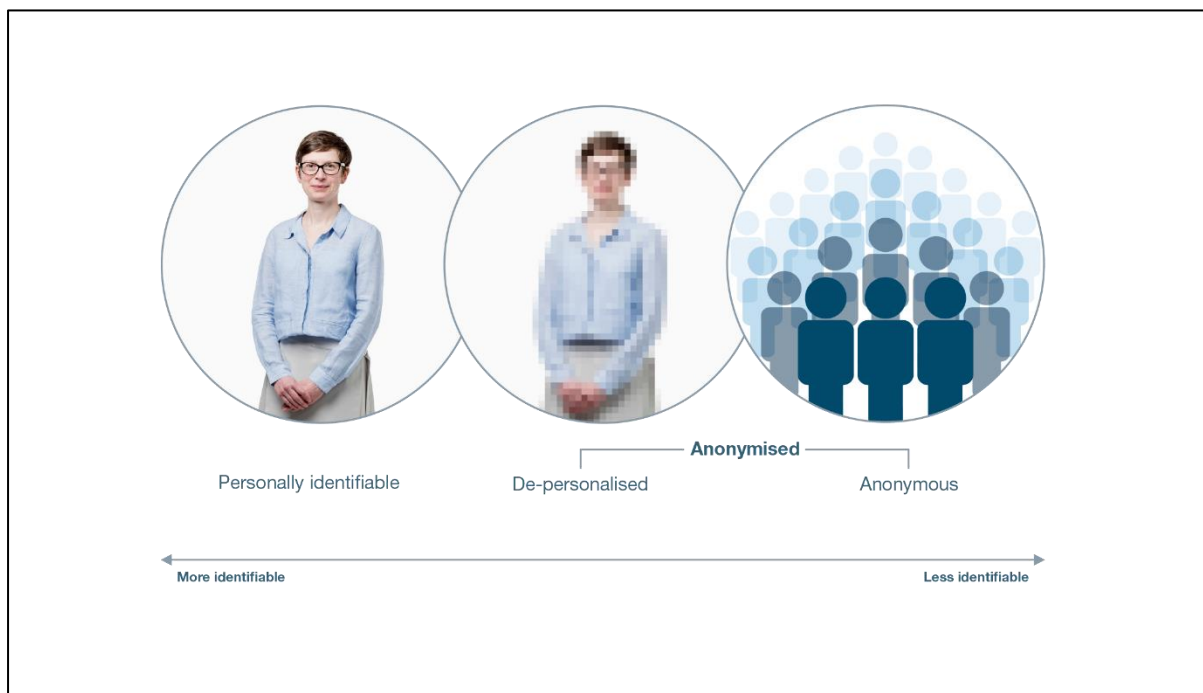 Anonymised
Personally identifiable
De-personalised
Anonymous
More identifiable
Less identifiable